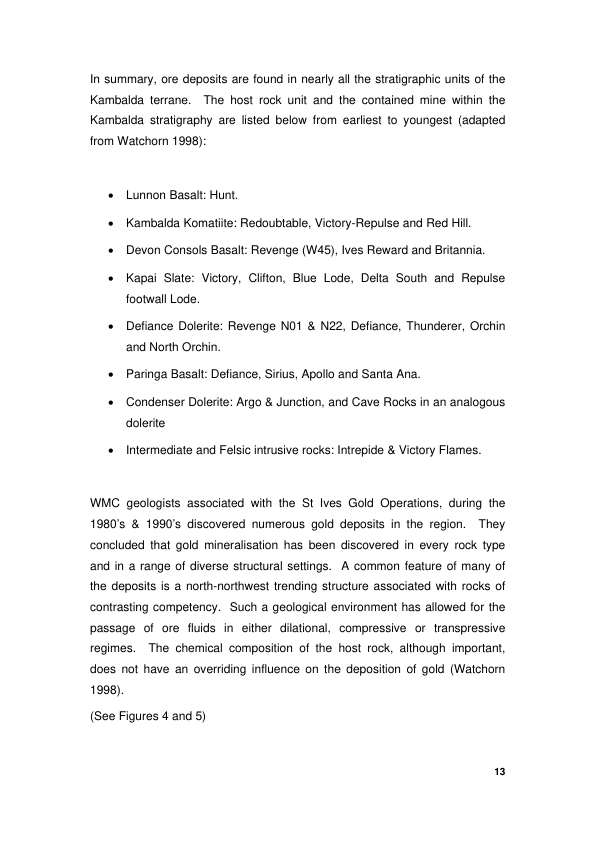 In summary, ore deposits are found in nearly all the stratigraphic units of the
Kambalda terrane.  The host rock unit and the contained mine within the
Kambalda stratigraphy are listed below from earliest to youngest (adapted
from Watchorn 1998):
• Lunnon Basalt: Hunt.
• Kambalda Komatiite: Redoubtable, Victory-Repulse and Red Hill.
• Devon Consols Basalt: Revenge (W45), Ives Reward and Britannia.
• Kapai Slate: Victory, Clifton, Blue Lode, Delta South and Repulse
footwall Lode.
• Defiance Dolerite: Revenge N01 & N22, Defiance, Thunderer, Orchin
and North Orchin.
• Paringa Basalt: Defiance, Sirius, Apollo and Santa Ana.
• Condenser Dolerite: Argo & Junction, and Cave Rocks in an analogous
dolerite
• Intermediate and Felsic intrusive rocks: Intrepide & Victory Flames.
WMC geologists associated with the St Ives Gold Operations, during the
1980's & 1990's discovered numerous gold deposits in the region.  They
concluded that gold mineralisation has been discovered in every rock type
and in a range of diverse structural settings.  A common feature of many of
the deposits is a north-northwest trending structure associated with rocks of
contrasting competency.  Such a geological environment has allowed for the
passage of ore fluids in either dilational, compressive or transpressive
regimes.  The chemical composition of the host rock, although important,
does not have an overriding influence on the deposition of gold (Watchorn
1998).
(See Figures 4 and 5)
13